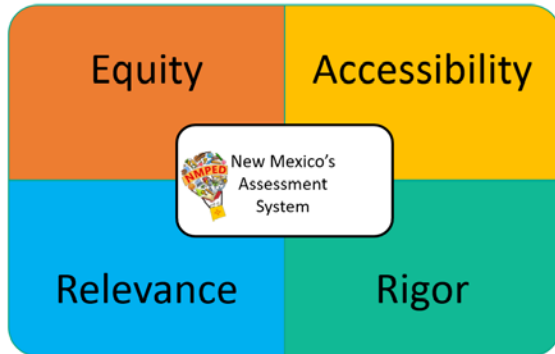 Equity
Accessibility
NMPED
New Mexico's
Assessment
System
Relevance
Rigor